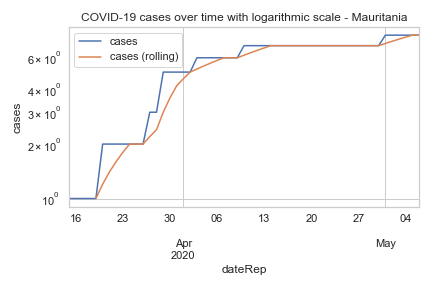 COVID-19 cases over time with logarithmic scale - Mauritania
cases
cases (rolling)
6 × 10⁰
4 × 10⁰
3 × 10⁰
2 × 10⁰
10⁰
cases
16 23 30 06 13 20 27 04
Apr May
2020
dateRep